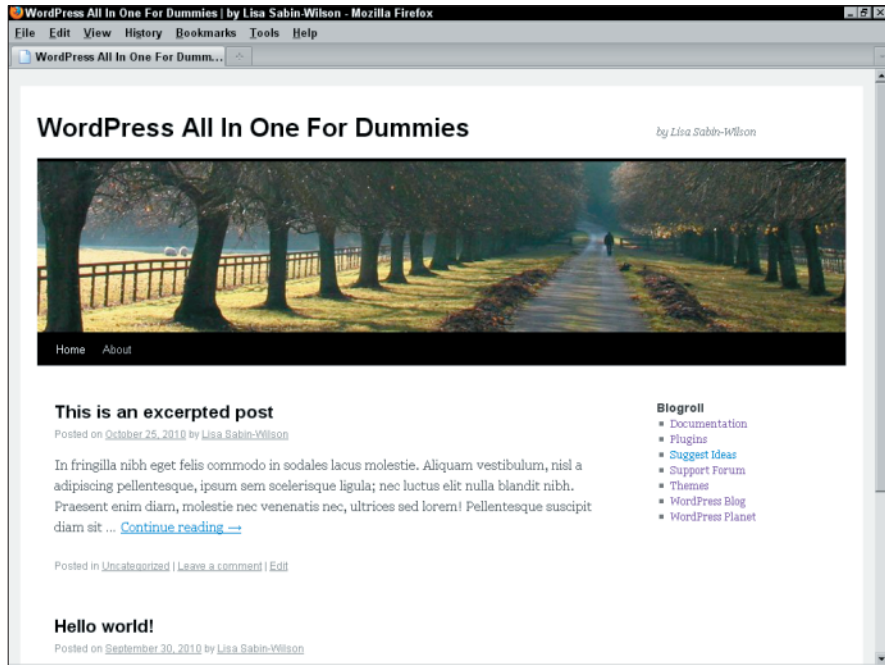 WordPress All In One For Dummies | by Lisa Sabin-Wilson - Mozilla Firefox
File Edit View History Bookmarks Tools Help
WordPress All In One For Dumm...
WordPress All In One For Dummies
by Lisa Sabin-Wilson
Home About
This is an excerpted post
Posted on October 25, 2010 by Lisa Sabin-Wilson
In fringilla nibh eget felis commodo in sodales lacus molestie. Aliquam vestibulum, nisl a
adipiscing pellentesque, ipsum sem scelerisque ligula; nec luctus elit nulla blandit nibh.
Praesent enim diam, molestie nec venenatis nec, ultrices sed lorem! Pellentesque suscipit
diam sit ... Continue reading →
Posted in Uncategorized | Leave a comment | Edit
Hello world!
Posted on September 30, 2010 by Lisa Sabin-Wilson
Blogroll
Documentation
Plugins
Suggest Ideas
Support Forum
Themes
WordPress Blog
WordPress Planet